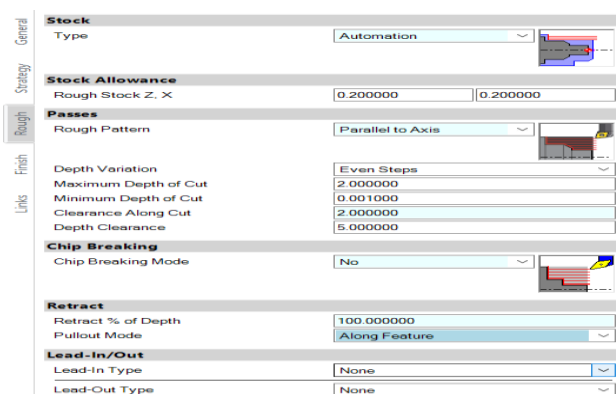 General
Strategy
Rough
Finish
Links
Stock
Type Automation
Stock Allowance
Rough Stock Z, X 0.200000 0.200000
Passes
Rough Pattern Parallel to Axis
Depth Variation Even Steps
Maximum Depth of Cut 2.000000
Minimum Depth of Cut 0.001000
Clearance Along Cut 2.000000
Depth Clearance 5.000000
Chip Breaking
Chip Breaking Mode No
Retract
Retract % of Depth 100.000000
Pullout Mode Along Feature
Lead-In/Out
Lead-In Type None
Lead-Out Type None